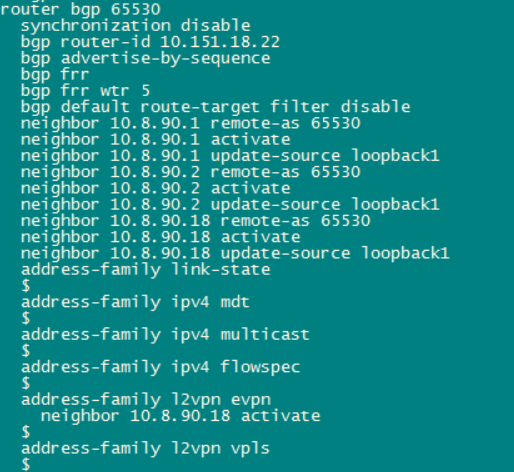 router bgp 65530
synchronization disable
bgp router-id 10.151.18.22
bgp advertise-by-sequence
bgp frr
bgp frr wtr 5
bgp default route-target filter disable
neighbor 10.8.90.1 remote-as 65530
neighbor 10.8.90.1 activate
neighbor 10.8.90.1 update-source loopback1
neighbor 10.8.90.2 remote-as 65530
neighbor 10.8.90.2 activate
neighbor 10.8.90.2 update-source loopback1
neighbor 10.8.90.18 remote-as 65530
neighbor 10.8.90.18 activate
neighbor 10.8.90.18 update-source loopback1
address-family link-state
$
address-family ipv4 mdt
$
address-family ipv4 multicast
$
address-family ipv4 flowspec
$
address-family l2vpn evpn
neighbor 10.8.90.18 activate
$
address-family l2vpn vpls
$